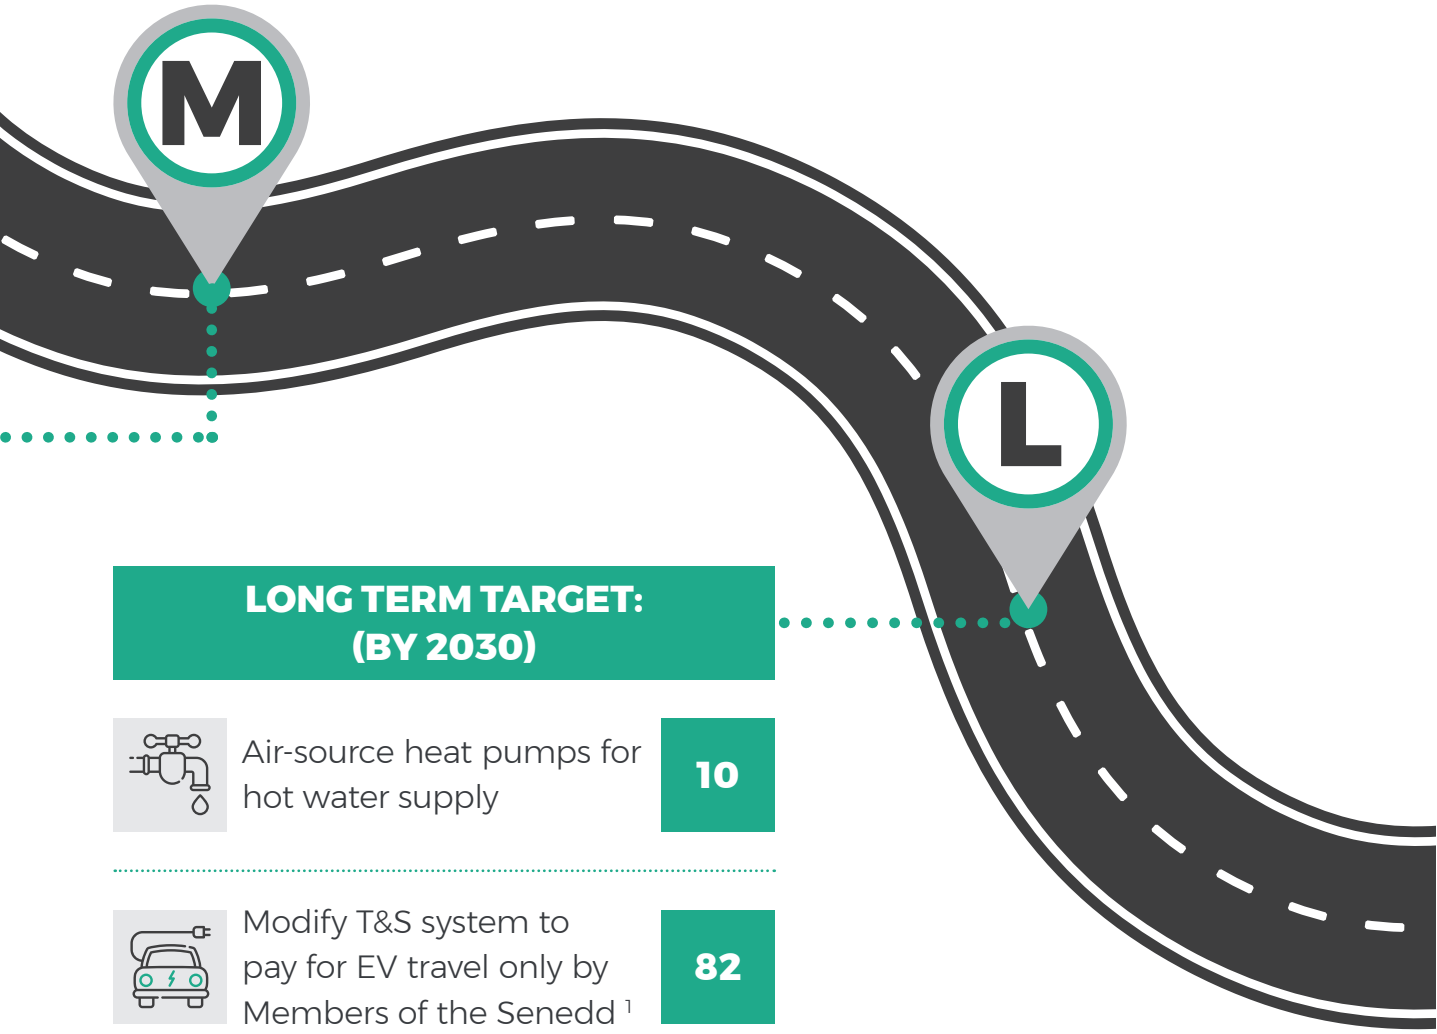 M
L
LONG TERM TARGET:
(BY 2030)
Air-source heat pumps for
hot water supply
10
Modify T&S system to
pay for EV travel only by
Members of the Senedd 1
82